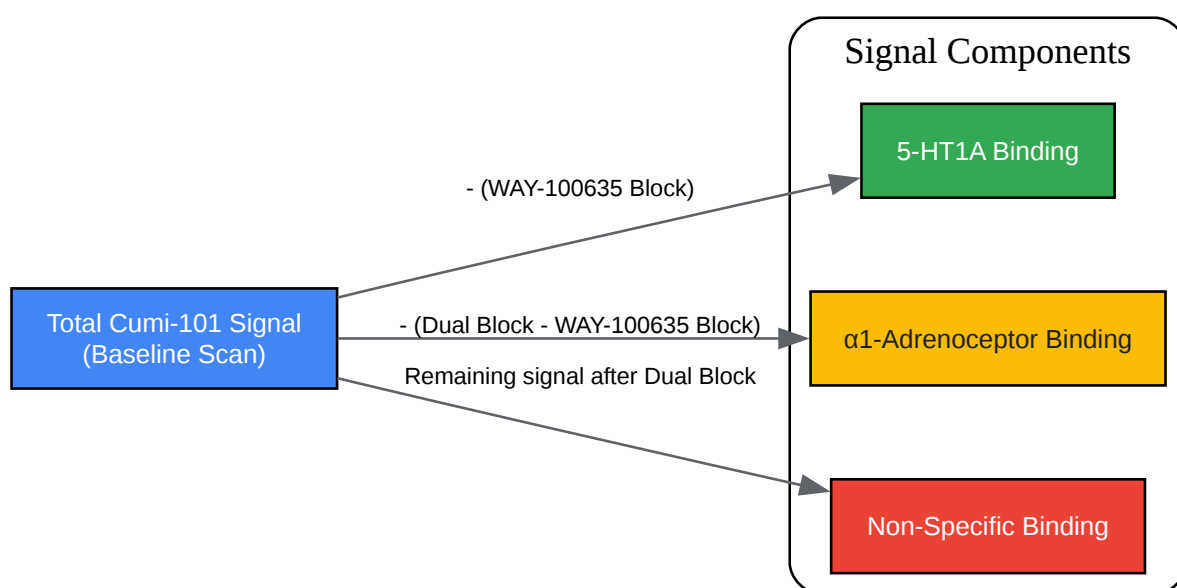 Signal Components
5-HT1A Binding
- (WAY-100635 Block)
Total Cumi-101 Signal
(Baseline Scan)
- (Dual Block - WAY-100635 Block)
α1-Adrenoceptor Binding
Remaining signal after Dual Block
Non-Specific Binding